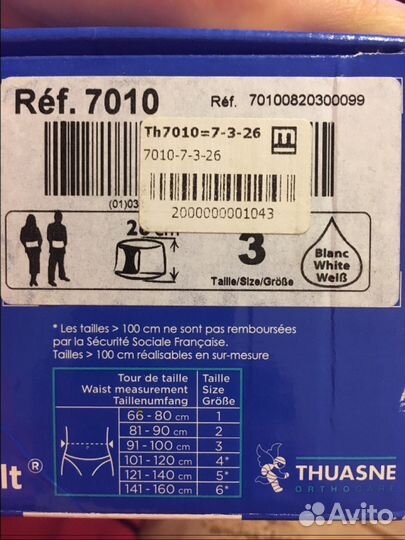 Réf. 7010
Réf. 70100820300099
Th7010=7-3-26
7010-7-3-26
(01)03
2000000001043
3
Taille/Size/Größe
Blanc
White
Weiß
* Les tailles > 100 cm ne sont pas remboursées
par la Sécurité Sociale Française.
Tailles > 100 cm réalisables en sur-mesure
Tour de taille
Waist measurement
Taillenumfang
Taille
Size
Größe
66 - 80 cm 1
81 - 90 cm 2
91 - 100 cm 3
101 - 120 cm 4*
121 - 140 cm 5*
141 - 160 cm 6*
lt®
THUASNE
ORTHOCARE
Avito